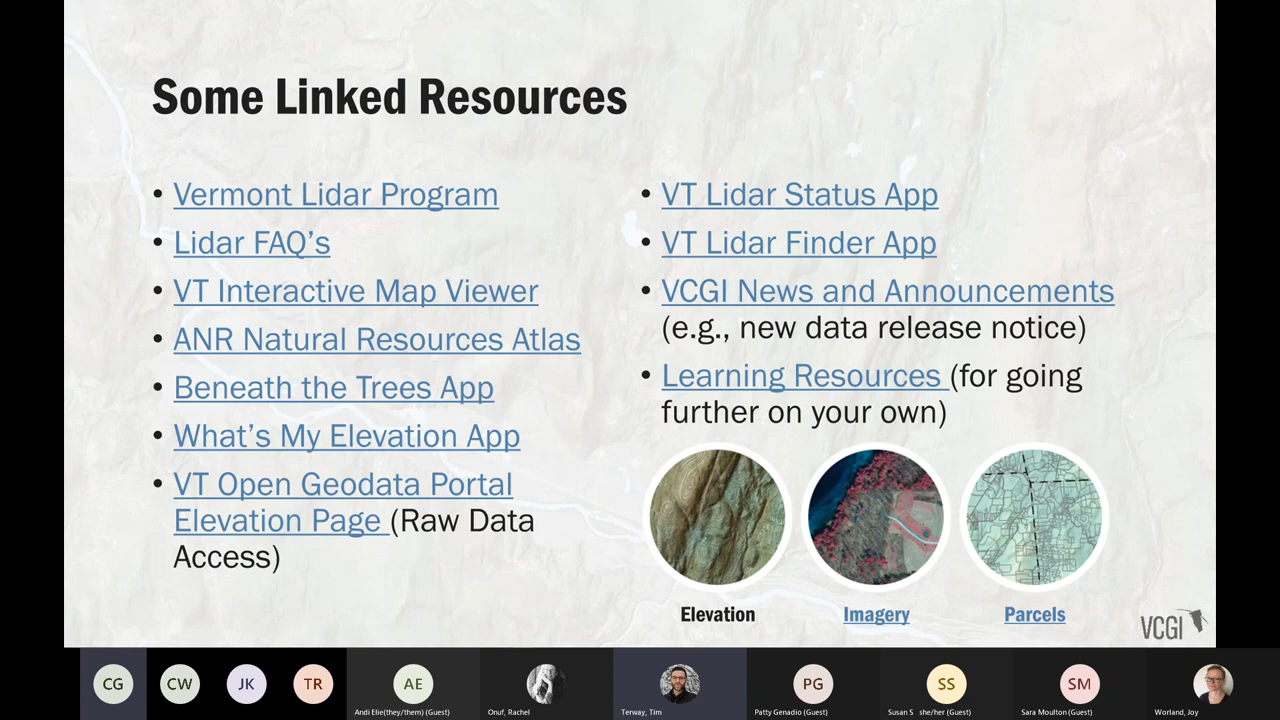 Some Linked Resources
• Vermont Lidar Program
• Lidar FAQ’s
• VT Interactive Map Viewer
• ANR Natural Resources Atlas
• Beneath the Trees App
• What’s My Elevation App
• VT Open Geodata Portal
Elevation Page (Raw Data
Access)
• VT Lidar Status App
• VT Lidar Finder App
• VCGI News and Announcements
(e.g., new data release notice)
• Learning Resources (for going
further on your own)
Elevation
Imagery
Parcels
VCGI
CG
CW
JK
TR
AE
PG
SS
SM
Andi Elie(they/them) (Guest)
Onuf, Rachel
Terway, Tim
Patty Genadio (Guest)
Susan S she/her (Guest)
Sara Moulton (Guest)
Worland, Joy